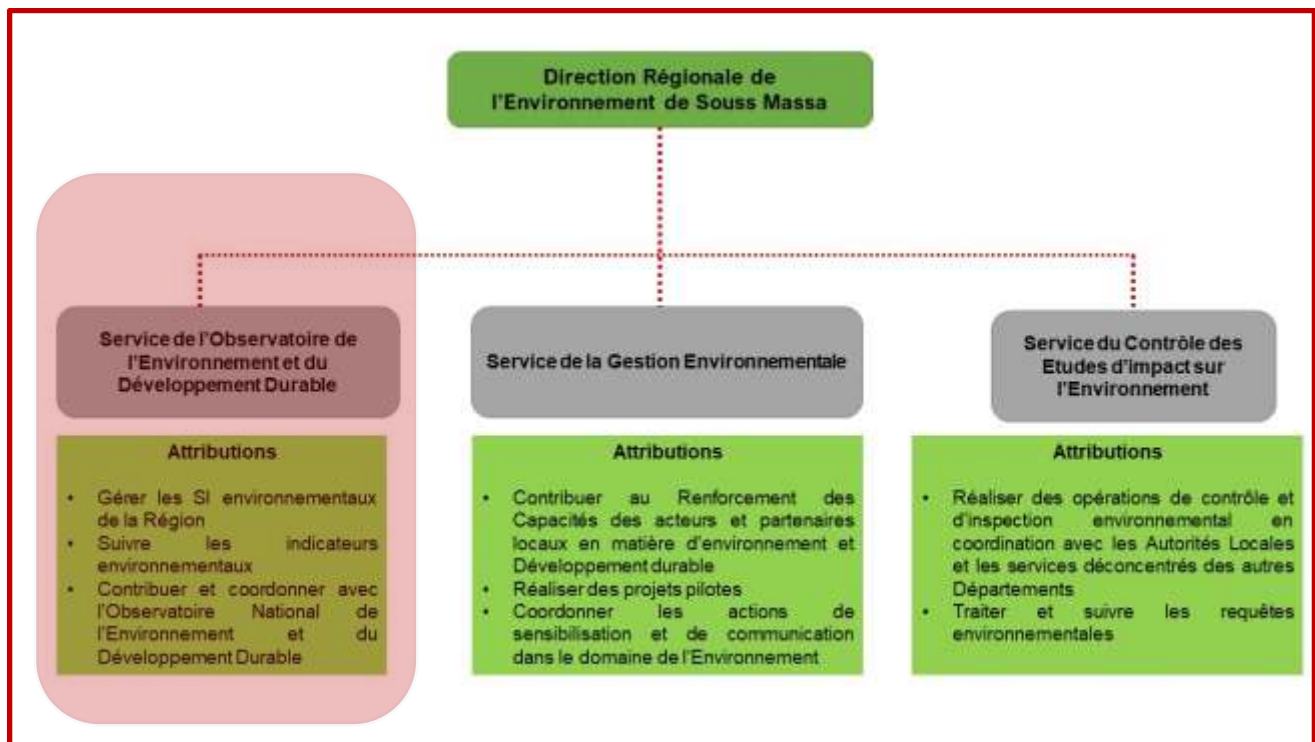 Direction Régionale de
l'Environnement de Souss Massa
Service de l'Observatoire de
l'Environnement et du
Développement Durable
Attributions
• Gérer les SI environnementaux
de la Région
• Suivre les indicateurs
environnementaux
• Contribuer et coordonner avec
l'Observatoire National de
l'Environnement et du
Développement Durable
Service de la Gestion Environnementale
Attributions
• Contribuer au Renforcement des
Capacités des acteurs et partenaires
locaux en matière d'environnement et
Développement durable
• Réaliser des projets pilotes
• Coordonner les actions de
sensibilisation et de communication
dans le domaine de l'Environnement
Service du Contrôle des
Etudes d'impact sur
l'Environnement
Attributions
• Réaliser des opérations de contrôle et
d'inspection environnemental en
coordination avec les Autorités Locales
et les services déconcentrés des autres
Départements
• Traiter et suivre les requêtes
environnementales